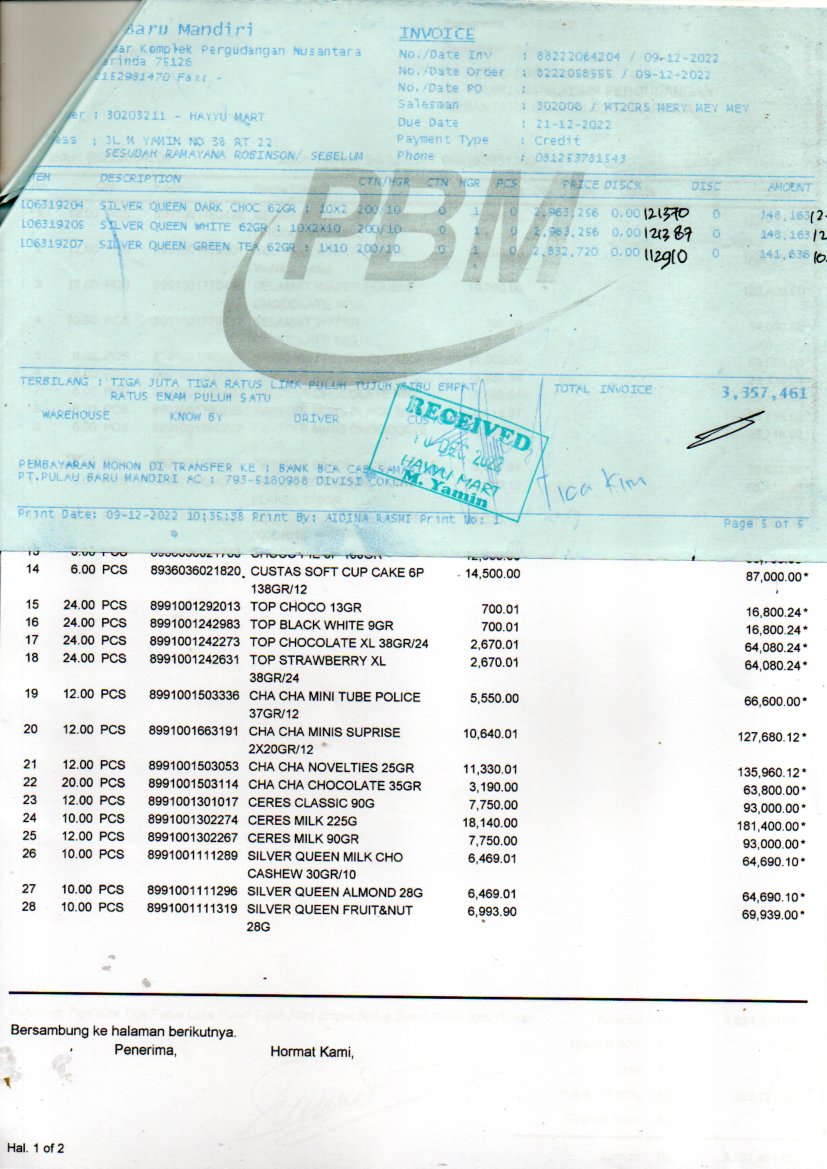 Baru Mandiri
Komplek Pergudangan Nusantara
75126
2152981470 Fax: -
INVOICE
No./Date Inv : 88222064204 / 09-12-2022
No./Date Order : 8222058555 / 09-12-2022
No./Date PO :
Salesman : 302006 / MT2CRS MERY MEY MEY
Due Date : 21-12-2022
Payment Type : Credit
Phone : 081253781543
: 30203211 - HAYYU MART
: JL M YAMIN NO 38 RT 22
SESUDAH RAMAYANA ROBINSON/ SEBELUM
DESCRIPTION CTN/HGR CTN HGR PCS PRICE DISC% DISC AMOUNT
106319204 SILVER QUEEN DARK CHOC 62GR : 10X2 200/10 0 1 0 2,963,256 0.00 121370 0 148,163
106319205 SILVER QUEEN WHITE 62GR : 10X2X10 200/10 0 1 0 2,963,256 0.00 121387 0 148,163
106319207 SILVER QUEEN GREEN TEA 62GR : 1X10 200/10 0 1 0 2,832,720 0.00 112910 0 141,636
PBM
TERBILANG : TIGA JUTA TIGA RATUS LIMA PULUH TUJUH RIBU EMPAT
RATUS ENAM PULUH SATU
TOTAL INVOICE 3,357,461
WAREHOUSE KNOW BY DRIVER
RECEIVED
DEC 2022
HAYYU MART
M. Yamin
Tica Kim
PEMBAYARAN MOHON DI TRANSFER KE : BANK BCA
PT.PULAU BARU MANDIRI AC : 793-5180988 DIVISI
Print Date: 09-12-2022 10:35:38 Print By: AIDINA RASMI Print No: 1
Page 5 of 5
14 6.00 PCS 8936036021820 CUSTAS SOFT CUP CAKE 6P 14,500.00 87,000.00*
138GR/12
15 24.00 PCS 8991001292013 TOP CHOCO 13GR 700.01 16,800.24*
16 24.00 PCS 8991001242983 TOP BLACK WHITE 9GR 700.01 16,800.24*
17 24.00 PCS 8991001242273 TOP CHOCOLATE XL 38GR/24 2,670.01 64,080.24*
18 24.00 PCS 8991001242631 TOP STRAWBERRY XL 2,670.01 64,080.24*
38GR/24
19 12.00 PCS 8991001503336 CHA CHA MINI TUBE POLICE 5,550.00 66,600.00*
37GR/12
20 12.00 PCS 8991001663191 CHA CHA MINIS SUPRISE 10,640.01 127,680.12*
2X20GR/12
21 12.00 PCS 8991001503053 CHA CHA NOVELTIES 25GR 11,330.01 135,960.12*
22 20.00 PCS 8991001503114 CHA CHA CHOCOLATE 35GR 3,190.00 63,800.00*
23 12.00 PCS 8991001301017 CERES CLASSIC 90G 7,750.00 93,000.00*
24 10.00 PCS 8991001302274 CERES MILK 225G 18,140.00 181,400.00*
25 12.00 PCS 8991001302267 CERES MILK 90GR 7,750.00 93,000.00*
26 10.00 PCS 8991001111289 SILVER QUEEN MILK CHO 6,469.01 64,690.10*
CASHEW 30GR/10
27 10.00 PCS 8991001111296 SILVER QUEEN ALMOND 28G 6,469.01 64,690.10*
28 10.00 PCS 8991001111319 SILVER QUEEN FRUIT&NUT 6,993.90 69,939.00*
28G
Bersambung ke halaman berikutnya.
Penerima, Hormat Kami,
Hal. 1 of 2